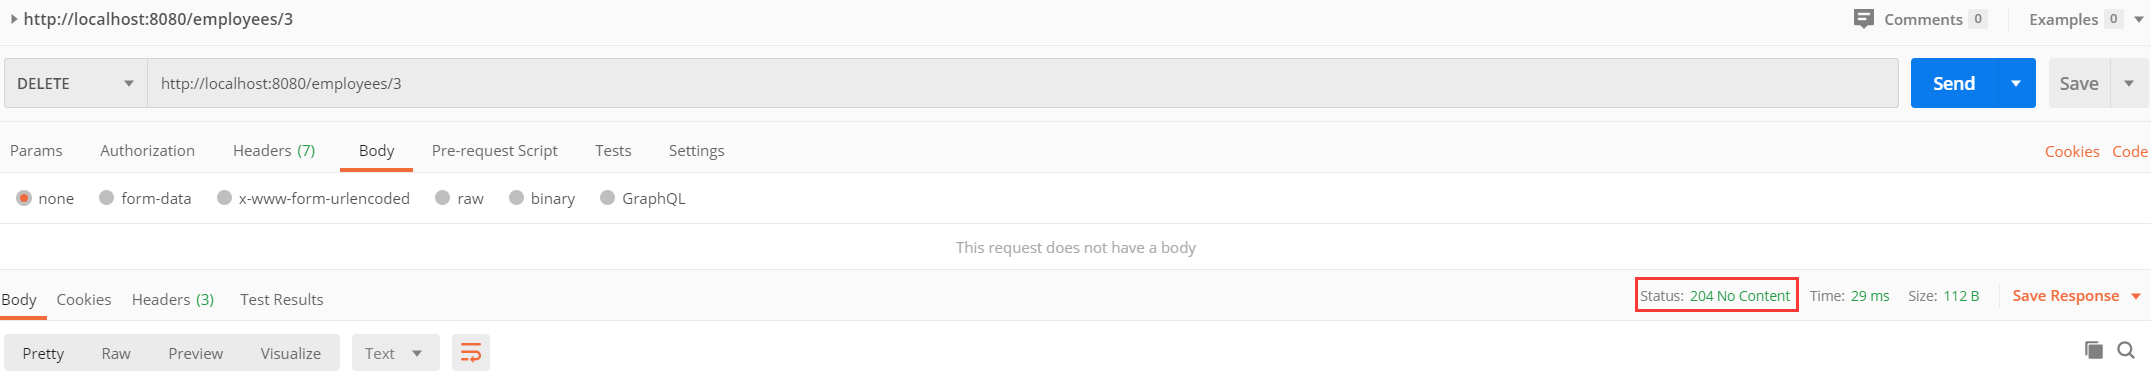 http://localhost:8080/employees/3 Comments 0 Examples 0
DELETE http://localhost:8080/employees/3 Send Save
Params Authorization Headers (7) Body Pre-request Script Tests Settings Cookies Code
none form-data x-www-form-urlencoded raw binary GraphQL
This request does not have a body
Body Cookies Headers (3) Test Results Status: 204 No Content Time: 29 ms Size: 112 B Save Response
Pretty Raw Preview Visualize Text